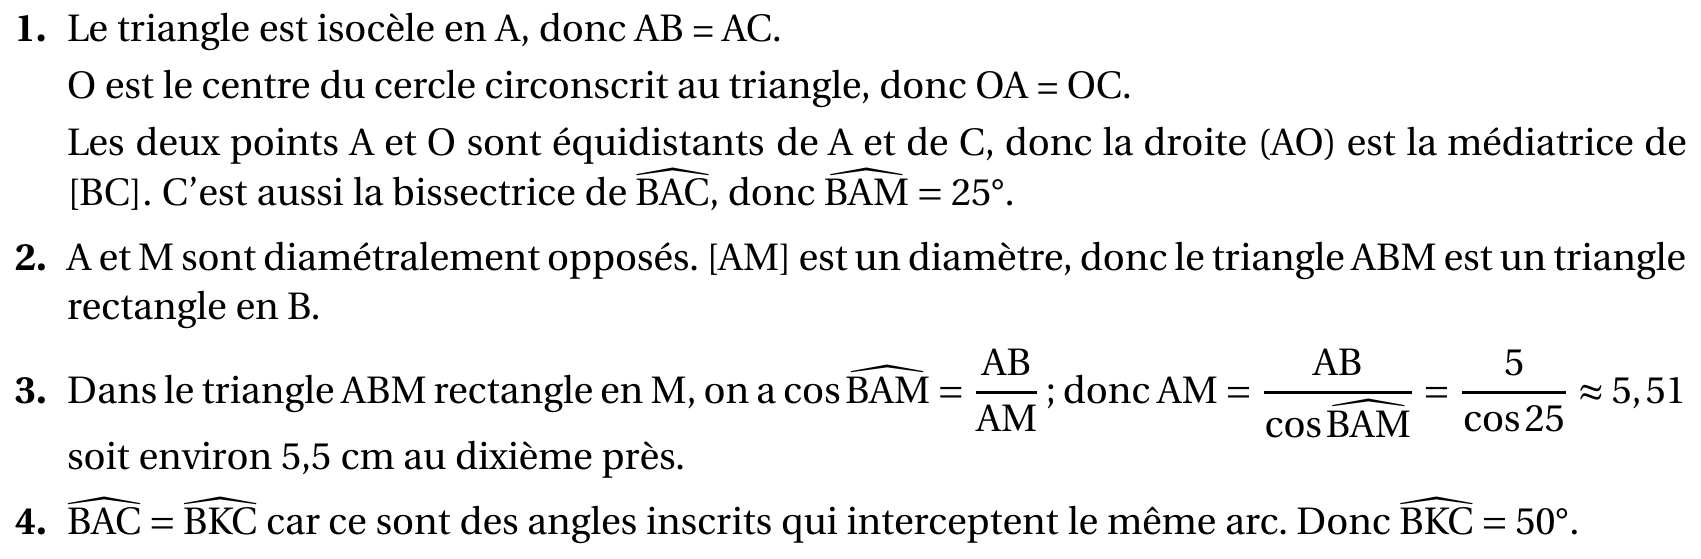 1. Le triangle est isocèle en A, donc AB = AC.
O est le centre du cercle circonscrit au triangle, donc OA = OC.
Les deux points A et O sont équidistants de A et de C, donc la droite (AO) est la médiatrice de
[BC]. C’est aussi la bissectrice de \widehat{BAC}, donc \widehat{BAM} = 25°.
2. A et M sont diamétralement opposés. [AM] est un diamètre, donc le triangle ABM est un triangle
rectangle en B.
3. Dans le triangle ABM rectangle en M, on a cos \widehat{BAM} = \frac{AB}{AM} ; donc AM = \frac{AB}{cos \widehat{BAM}} = \frac{5}{cos 25} ≈ 5,51
soit environ 5,5 cm au dixième près.
4. \widehat{BAC} = \widehat{BKC} car ce sont des angles inscrits qui interceptent le même arc. Donc \widehat{BKC} = 50°.